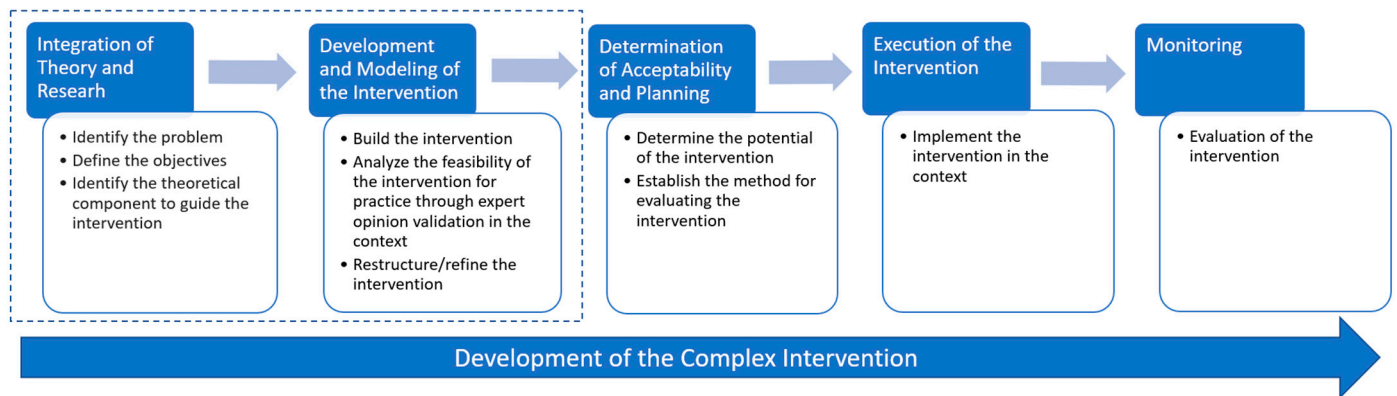 Integration of
Theory and
Researh
• Identify the problem
• Define the objectives
• Identify the theoretical
component to guide the
intervention
Development
and Modeling of
the Intervention
• Build the intervention
• Analyze the feasibility of
the intervention for
practice through expert
opinion validation in the
context
• Restructure/refine the
intervention
Determination
of Acceptability
and Planning
• Determine the potential
of the intervention
• Establish the method for
evaluating the
intervention
Execution of the
Intervention
• Implement the
intervention in the
context
Monitoring
• Evaluation of the
intervention
Development of the Complex Intervention